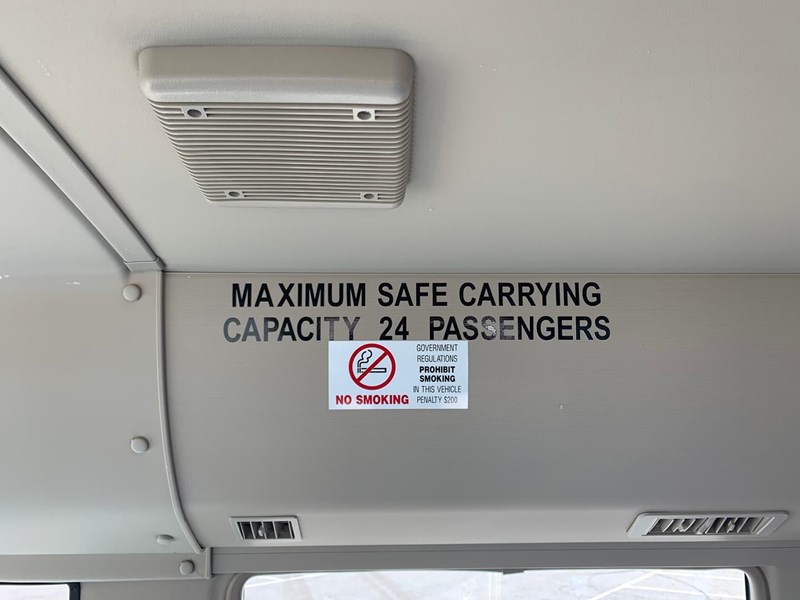 MAXIMUM SAFE CARRYING
CAPACITY 24 PASSENGERS
NO SMOKING
GOVERNMENT
REGULATIONS
PROHIBIT
SMOKING
IN THIS VEHICLE
PENALTY $200